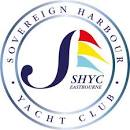 SOVEREIGN HARBOUR
SHYC
EASTBOURNE
YACHT CLUB